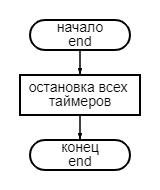 начало
end
остановка всех
таймеров
конец
end